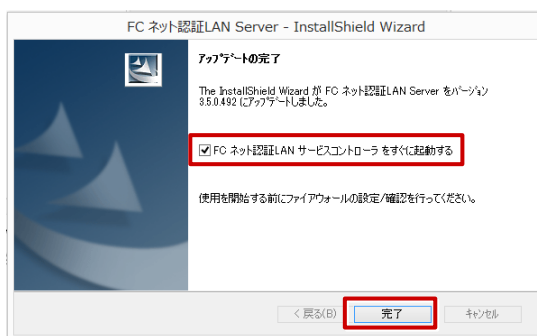 FC ネット認証LAN Server - InstallShield Wizard
アップデートの完了
The InstallShield Wizard が FC ネット認証LAN Server をバージョン
3.5.0.492 にアップデートしました。
FC ネット認証LAN サービスコントローラ をすぐに起動する
使用を開始する前にファイアウォールの設定/確認を行ってください。
< 戻る(B)
完了
キャンセル